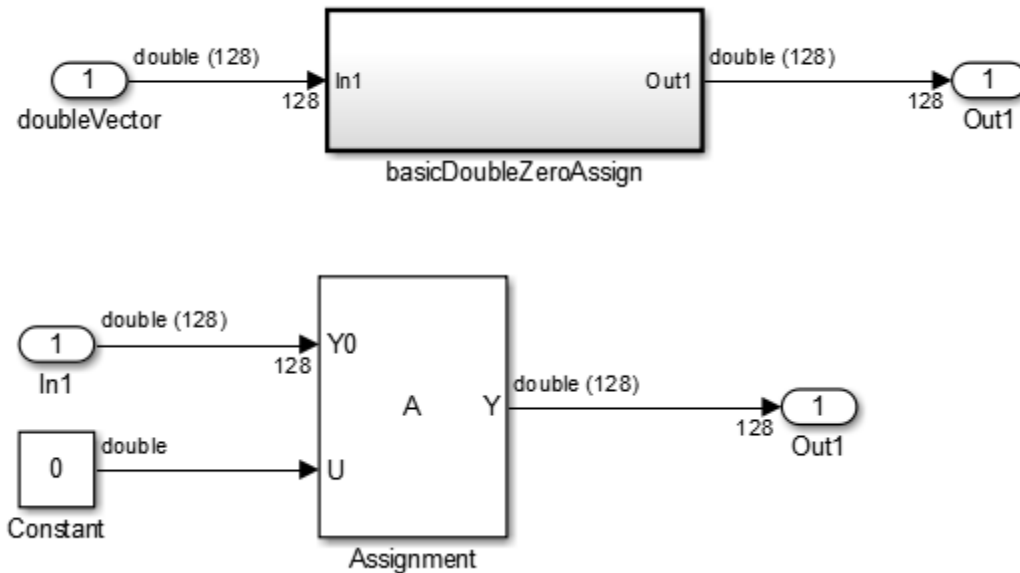 double (128)
double (128)
1
In1
Out1
1
128
128
doubleVector
Out1
basicDoubleZeroAssign
double (128)
1
Y0
128
In1
double (128)
A
Y
1
128
Out1
double
0
U
Constant
Assignment